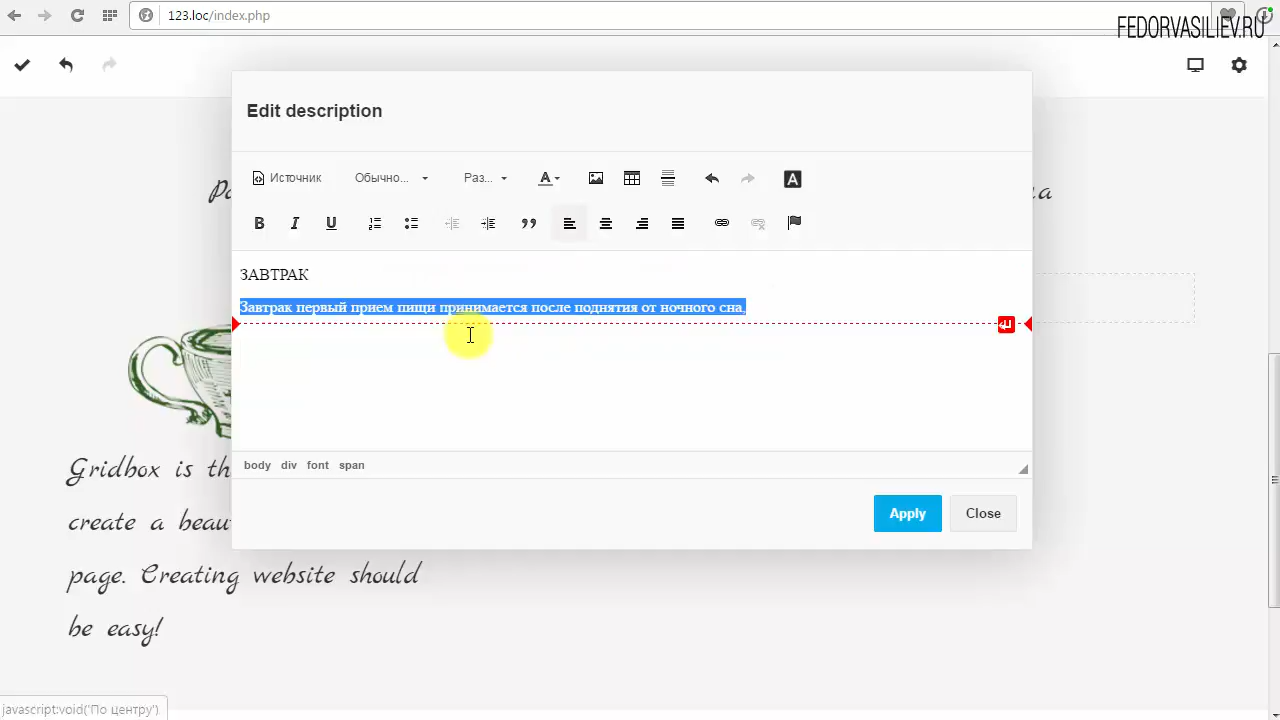 123.loc/index.php
FEDORVASILIEV.RU
Edit description
Источник
Обычно...
Раз...
ЗАВТРАК
Завтрак первый прием пищи принимается после поднятия от ночного сна.
body div font span
Apply
Close
Gridbox is th
create a beau
page. Creating website should
be easy!
javascript:void('По центру')